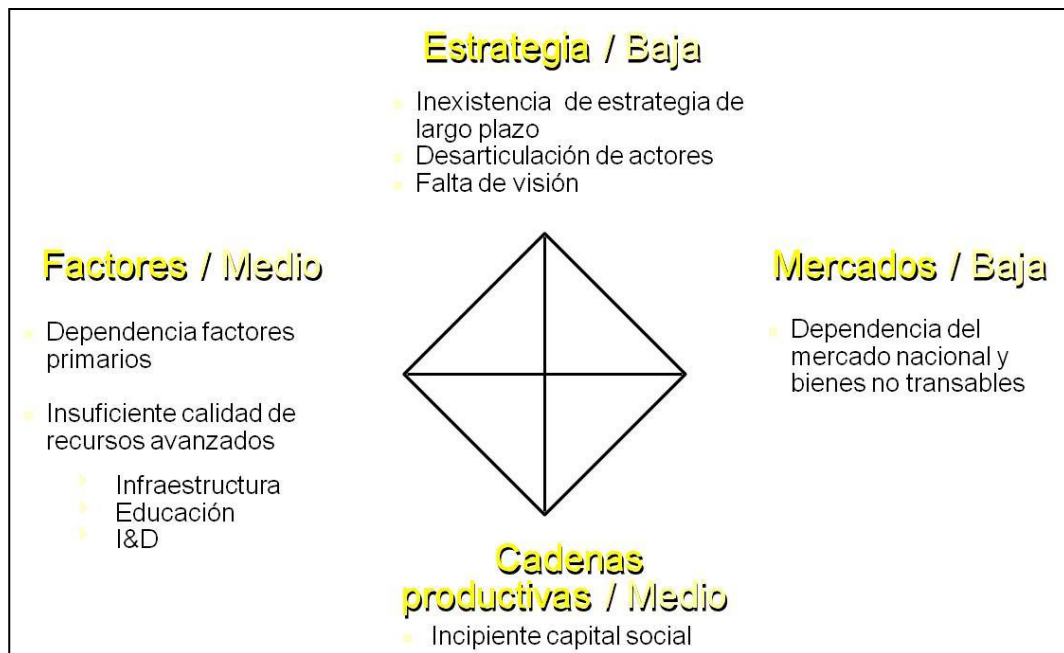 Estrategia / Baja
Inexistencia de estrategia de
largo plazo
Desarticulación de actores
Falta de visión
Factores / Medio
Dependencia factores
primarios
Insuficiente calidad de
recursos avanzados
Infraestructura
Educación
I&D
Mercados / Baja
Dependencia del
mercado nacional y
bienes no transables
Cadenas
productivas / Medio
Incipiente capital social